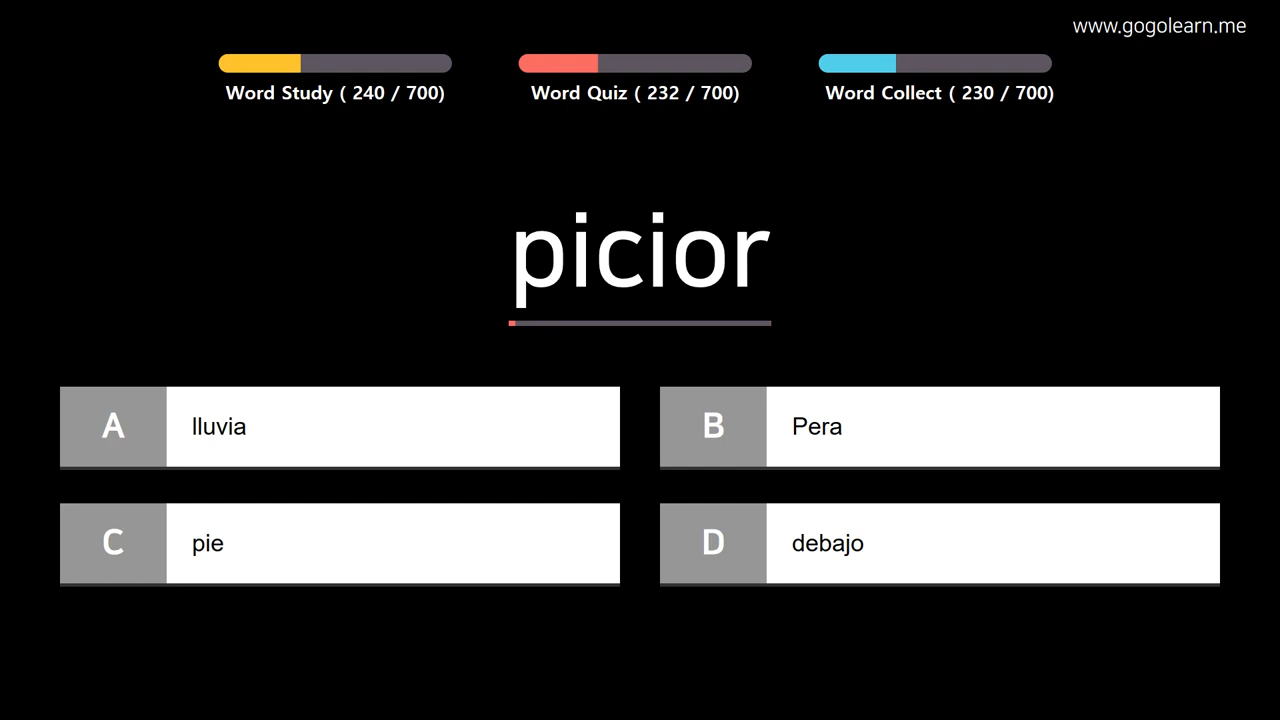 www.gogolearn.me
Word Study ( 240 / 700)
Word Quiz ( 232 / 700)
Word Collect ( 230 / 700)
picior
A
lluvia
B
Pera
C
pie
D
debajo